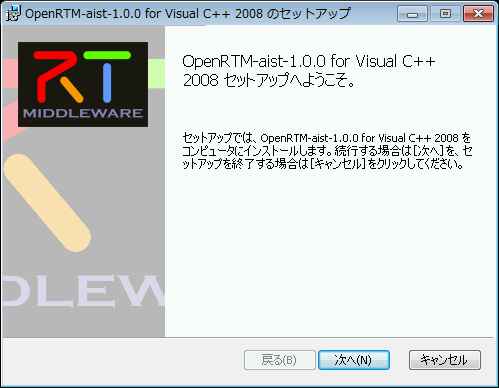 OpenRTM-aist-1.0.0 for Visual C++ 2008 のセットアップ
RT
MIDDLEWARE
DLEW
OpenRTM-aist-1.0.0 for Visual C++
2008 セットアップへようこそ。
セットアップでは、OpenRTM-aist-1.0.0 for Visual C++ 2008 を
コンピュータにインストールします。続行する場合は[次へ]を、セ
ットアップを終了する場合は[キャンセル]をクリックしてください。
戻る(B)
次へ(N)
キャンセル